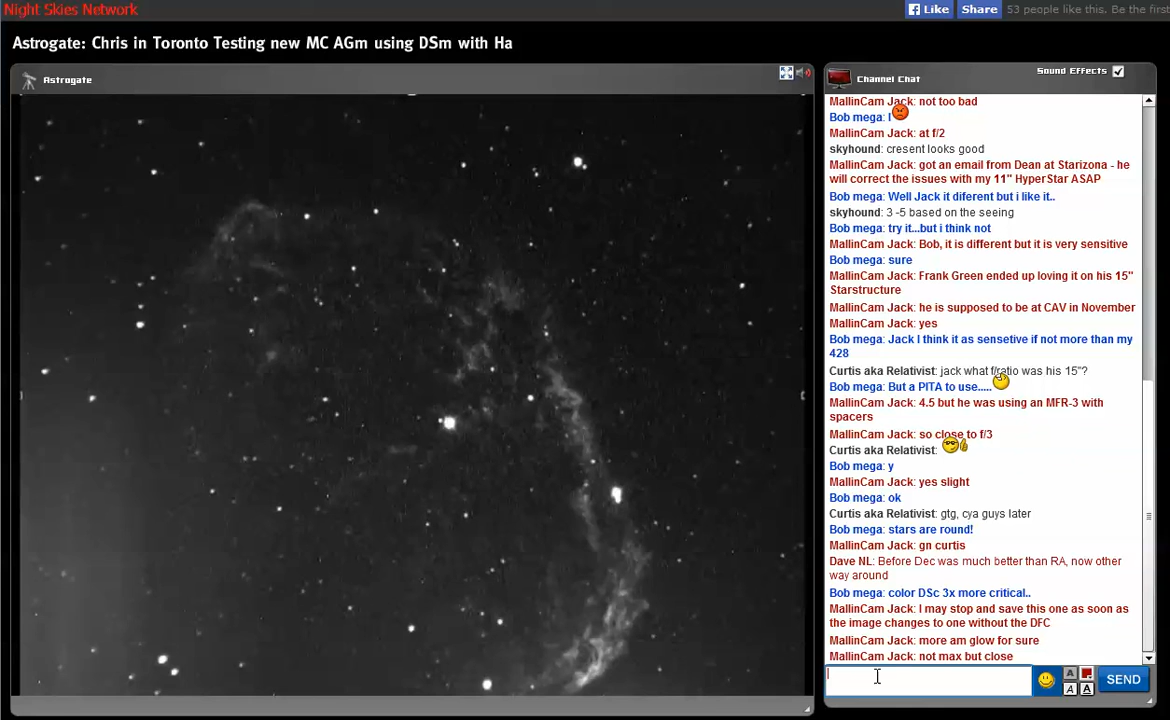 Night Skies Network
Like Share 53 people like this. Be the first
Astrogate: Chris in Toronto Testing new MC AGm using DSm with Ha
Astrogate
Channel Chat
Sound Effects
MallinCam Jack: not too bad
Bob mega: I
MallinCam Jack: at f/2
skyhound: cresent looks good
MallinCam Jack: got an email from Dean at Starizona - he
will correct the issues with my 11" HyperStar ASAP
Bob mega: Well Jack it diferent but i like it..
skyhound: 3 -5 based on the seeing
Bob mega: try it...but i think not
MallinCam Jack: Bob, it is different but it is very sensitive
Bob mega: sure
MallinCam Jack: Frank Green ended up loving it on his 15"
Starstructure
MallinCam Jack: he is supposed to be at CAV in November
MallinCam Jack: yes
Bob mega: Jack I think it as sensetive if not more than my
428
Curtis aka Relativist: jack what f/ratio was his 15"?
Bob mega: But a PITA to use.....
MallinCam Jack: 4.5 but he was using an MFR-3 with
spacers
MallinCam Jack: so close to f/3
Curtis aka Relativist:
Bob mega: y
MallinCam Jack: yes slight
Bob mega: ok
Curtis aka Relativist: gtg, cya guys later
Bob mega: stars are round!
MallinCam Jack: gn curtis
Dave NL: Before Dec was much better than RA, now other
way around
Bob mega: color DSc 3x more critical..
MallinCam Jack: I may stop and save this one as soon as
the image changes to one without the DFC
MallinCam Jack: more am glow for sure
MallinCam Jack: not max but close
A
A A
SEND